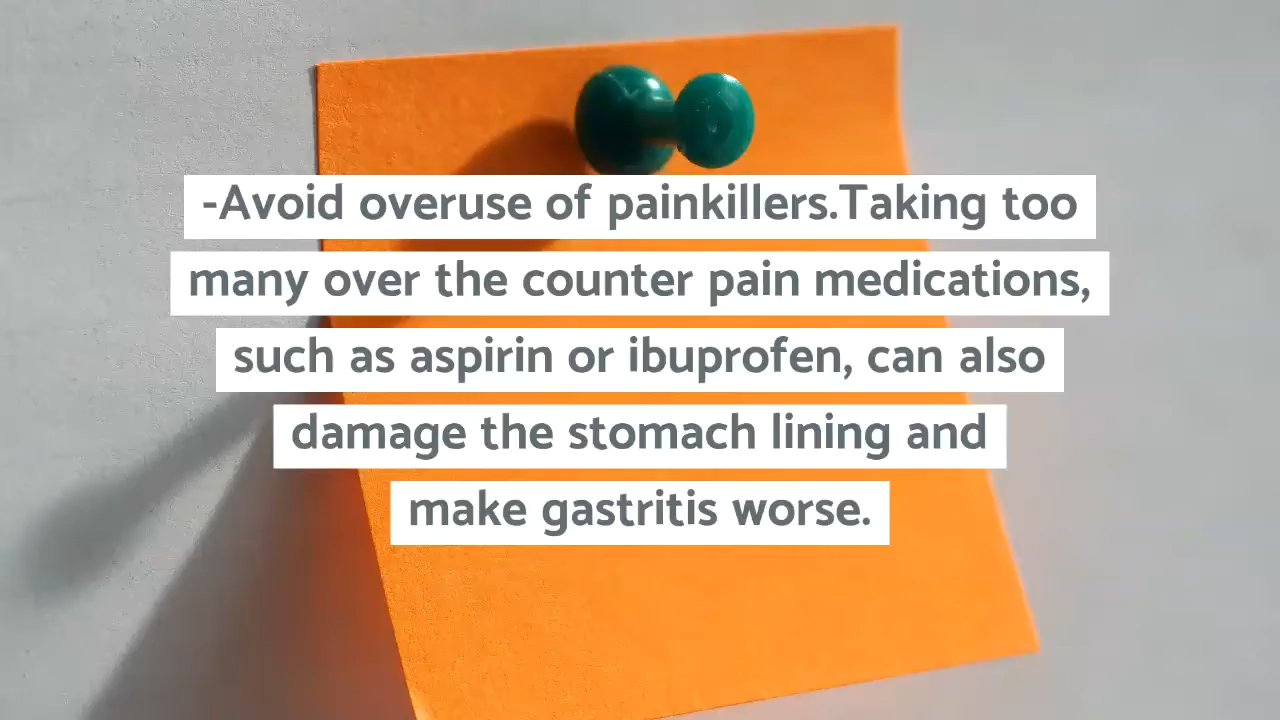 -Avoid overuse of painkillers.Taking too
many over the counter pain medications,
such as aspirin or ibuprofen, can also
damage the stomach lining and
make gastritis worse.